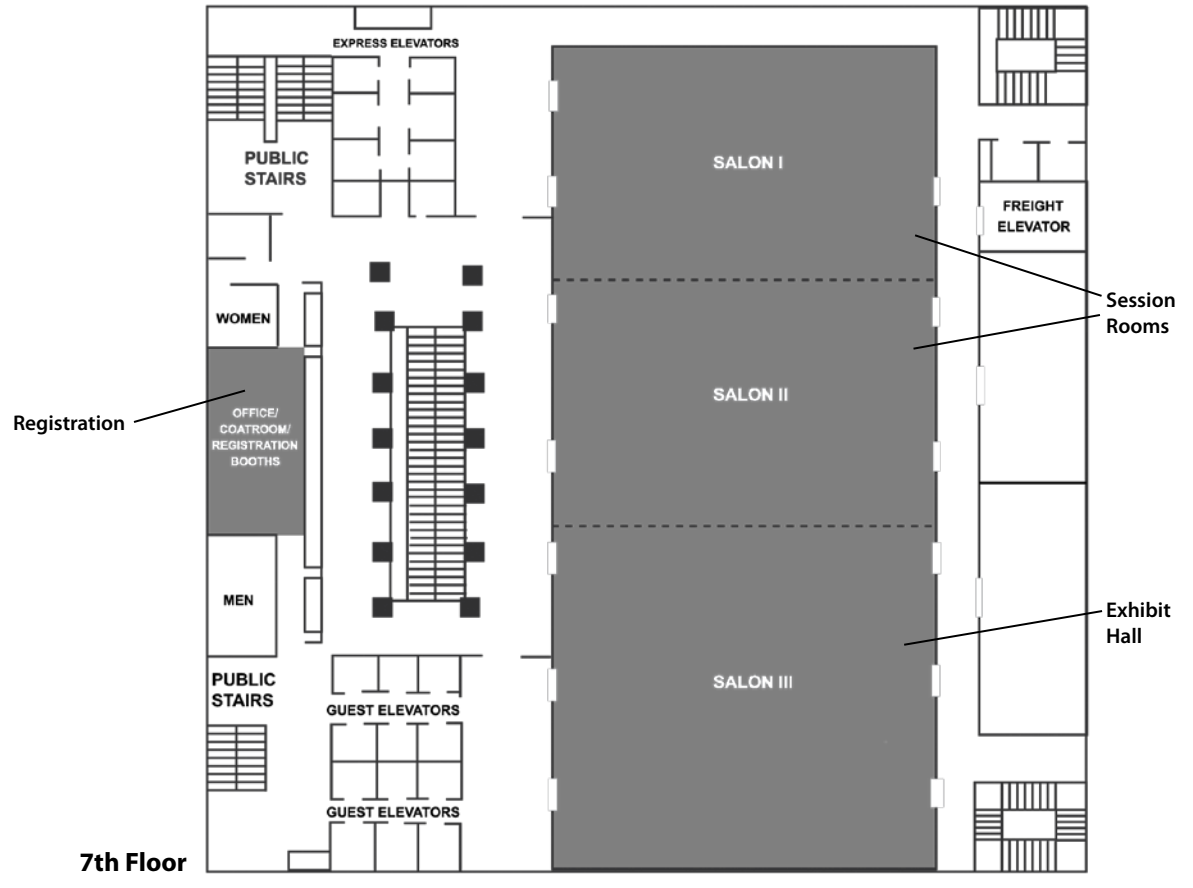 EXPRESS ELEVATORS
PUBLIC
STAIRS
SALON I
FREIGHT
ELEVATOR
Session
Rooms
WOMEN
SALON II
Registration
OFFICE/
COATROOM/
REGISTRATION
BOOTHS
MEN
Exhibit
Hall
PUBLIC
STAIRS
SALON III
GUEST ELEVATORS
GUEST ELEVATORS
7th Floor